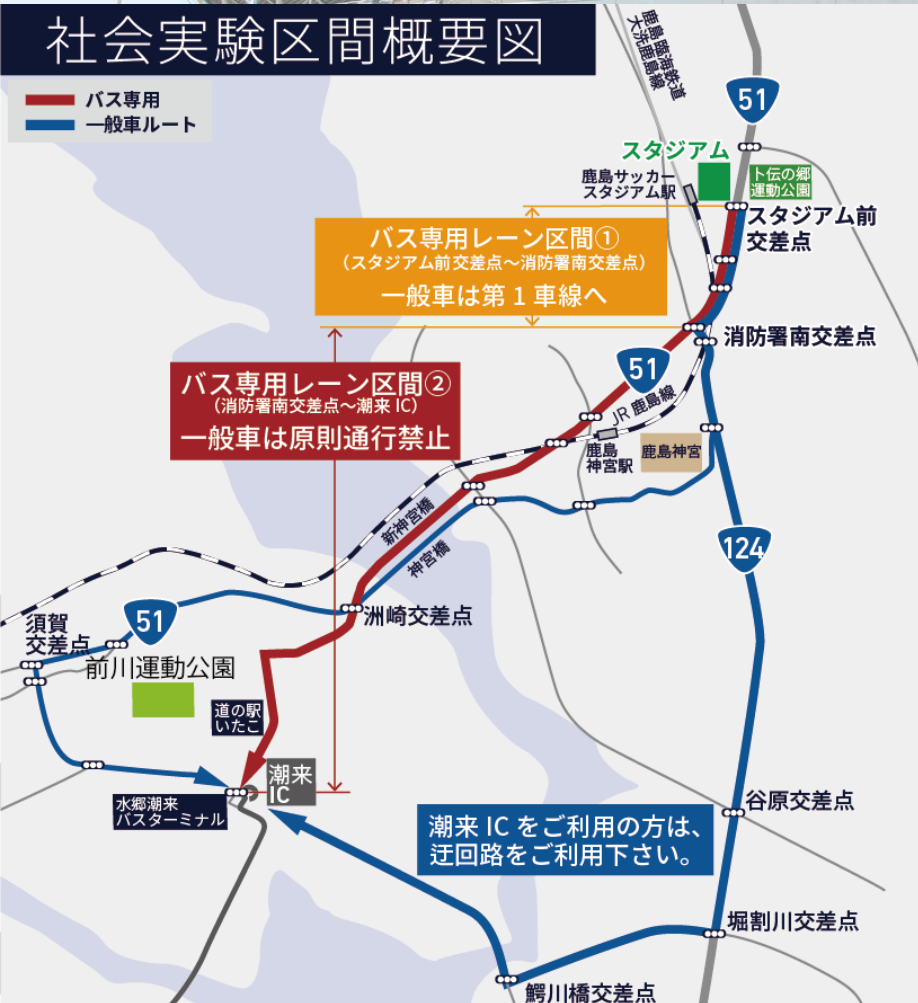 社会実験区間概要図
バス専用
一般車ルート
鹿島臨海鉄道
大洗鹿島線
51
スタジアム
鹿島サッカー
スタジアム駅
卜伝の郷
運動公園
スタジアム前
交差点
バス専用レーン区間①
（スタジアム前交差点～消防署南交差点）
一般車は第1車線へ
消防署南交差点
51
バス専用レーン区間②
（消防署南交差点～潮来IC）
一般車は原則通行禁止
JR 鹿島線
鹿島
神宮駅
鹿島神宮
新神宮橋
神宮橋
124
洲崎交差点
51
須賀
交差点
前川運動公園
道の駅
いたこ
潮来
IC
水郷潮来
バスターミナル
潮来 IC をご利用の方は、
迂回路をご利用下さい。
谷原交差点
堀割川交差点
鰐川橋交差点